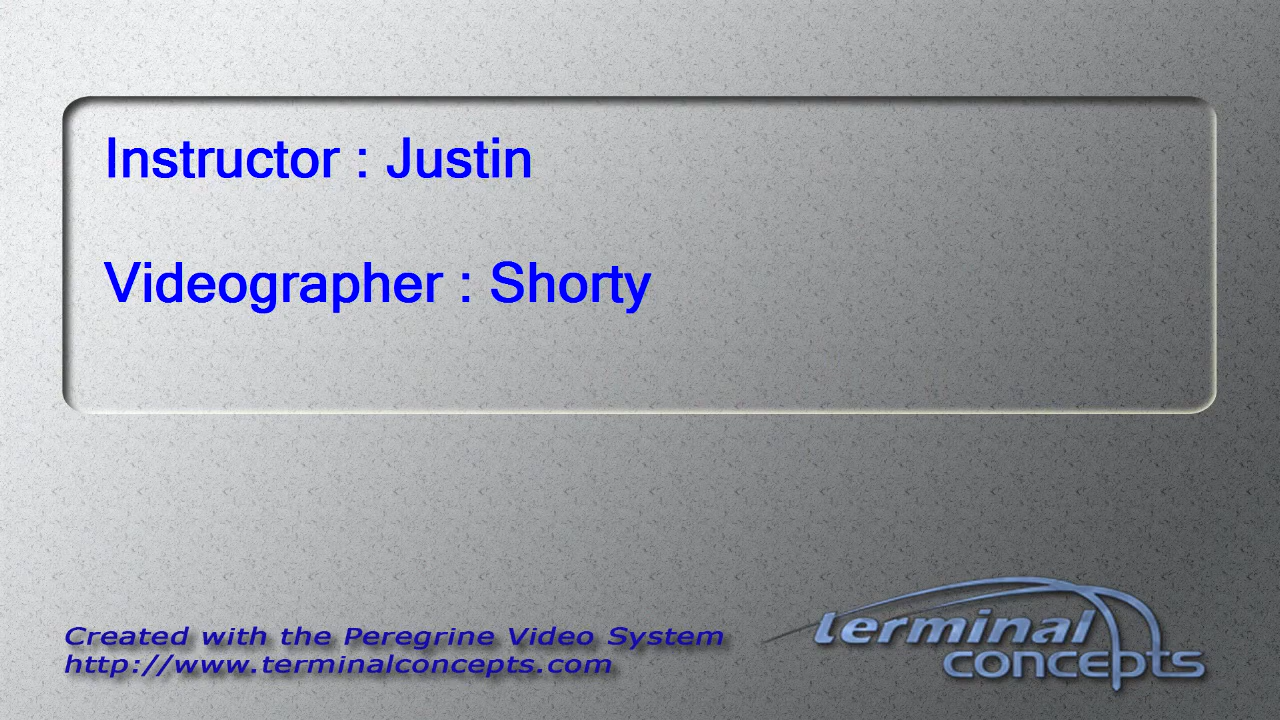 Instructor : Justin
Videographer : Shorty
Created with the Peregrine Video System
http://www.terminalconcepts.com
terminal
concepts